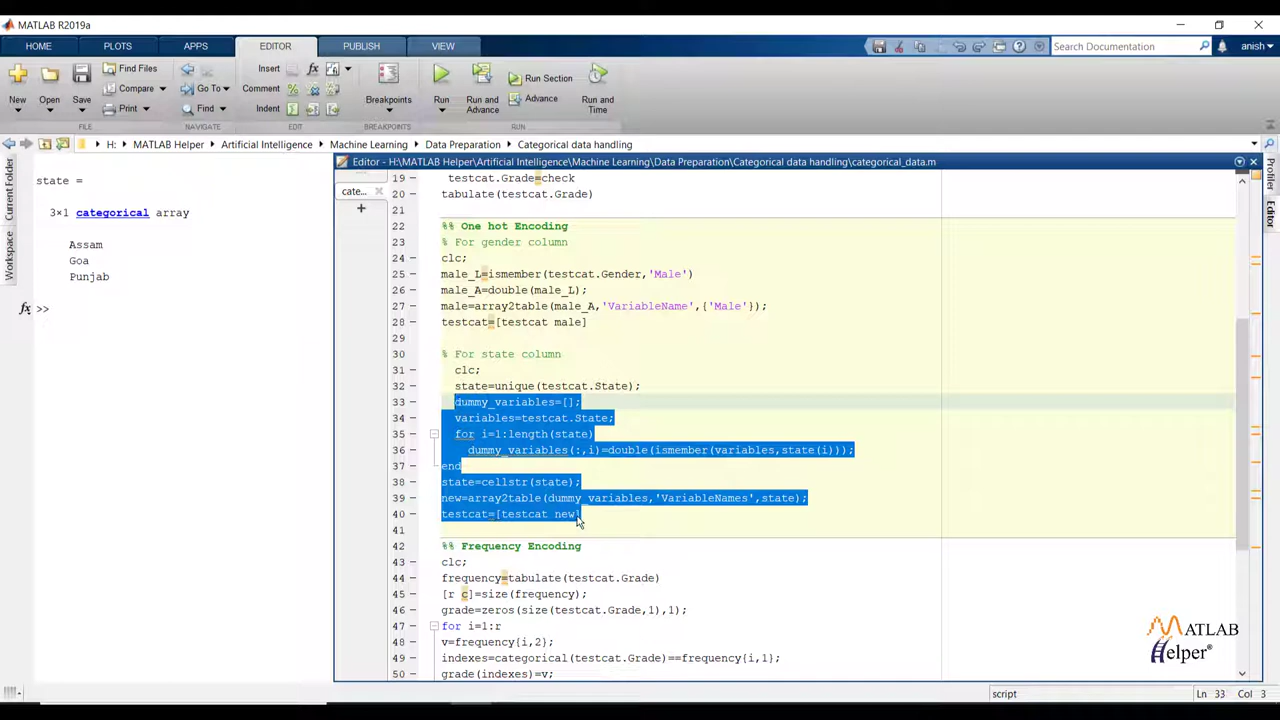 MATLAB R2019a
HOME PLOTS APPS EDITOR PUBLISH VIEW Search Documentation anish
New Open Save Find Files Compare Print Go To Find Insert Comment Indent Breakpoints Run Run and Advance Run Section Advance Run and Time
FILE NAVIGATE EDIT BREAKPOINTS RUN
H: MATLAB Helper Artificial Intelligence Machine Learning Data Preparation Categorical data handling
Current Folder
Workspace
state =
3×1 categorical array
Assam
Goa
Punjab
fx >>
Editor - H:\MATLAB Helper\Artificial Intelligence\Machine Learning\Data Preparation\Categorical data handling\categorical_data.m
cate...
+
19 testcat.Grade=check
20 tabulate(testcat.Grade)
21
22 %% One hot Encoding
23 % For gender column
24 clc;
25 male_L=ismember(testcat.Gender,'Male')
26 male_A=double(male_L);
27 male=array2table(male_A,'VariableName',{'Male'});
28 testcat=[testcat male]
29
30 % For state column
31 clc;
32 state=unique(testcat.State);
33 dummy_variables=[];
34 variables=testcat.State;
35 for i=1:length(state)
36 dummy_variables(:,i)=double(ismember(variables,state(i)));
37 end
38 state=cellstr(state);
39 new=array2table(dummy_variables,'VariableNames',state);
40 testcat=[testcat new]
41
42 %% Frequency Encoding
43 clc;
44 frequency=tabulate(testcat.Grade)
45 [r c]=size(frequency);
46 grade=zeros(size(testcat.Grade,1),1);
47 for i=1:r
48 v=frequency{i,2};
49 indexes=categorical(testcat.Grade)==frequency{i,1};
50 grade(indexes)=v;
Profiler
Editor
MATLAB
Helper®
script Ln 33 Col 3